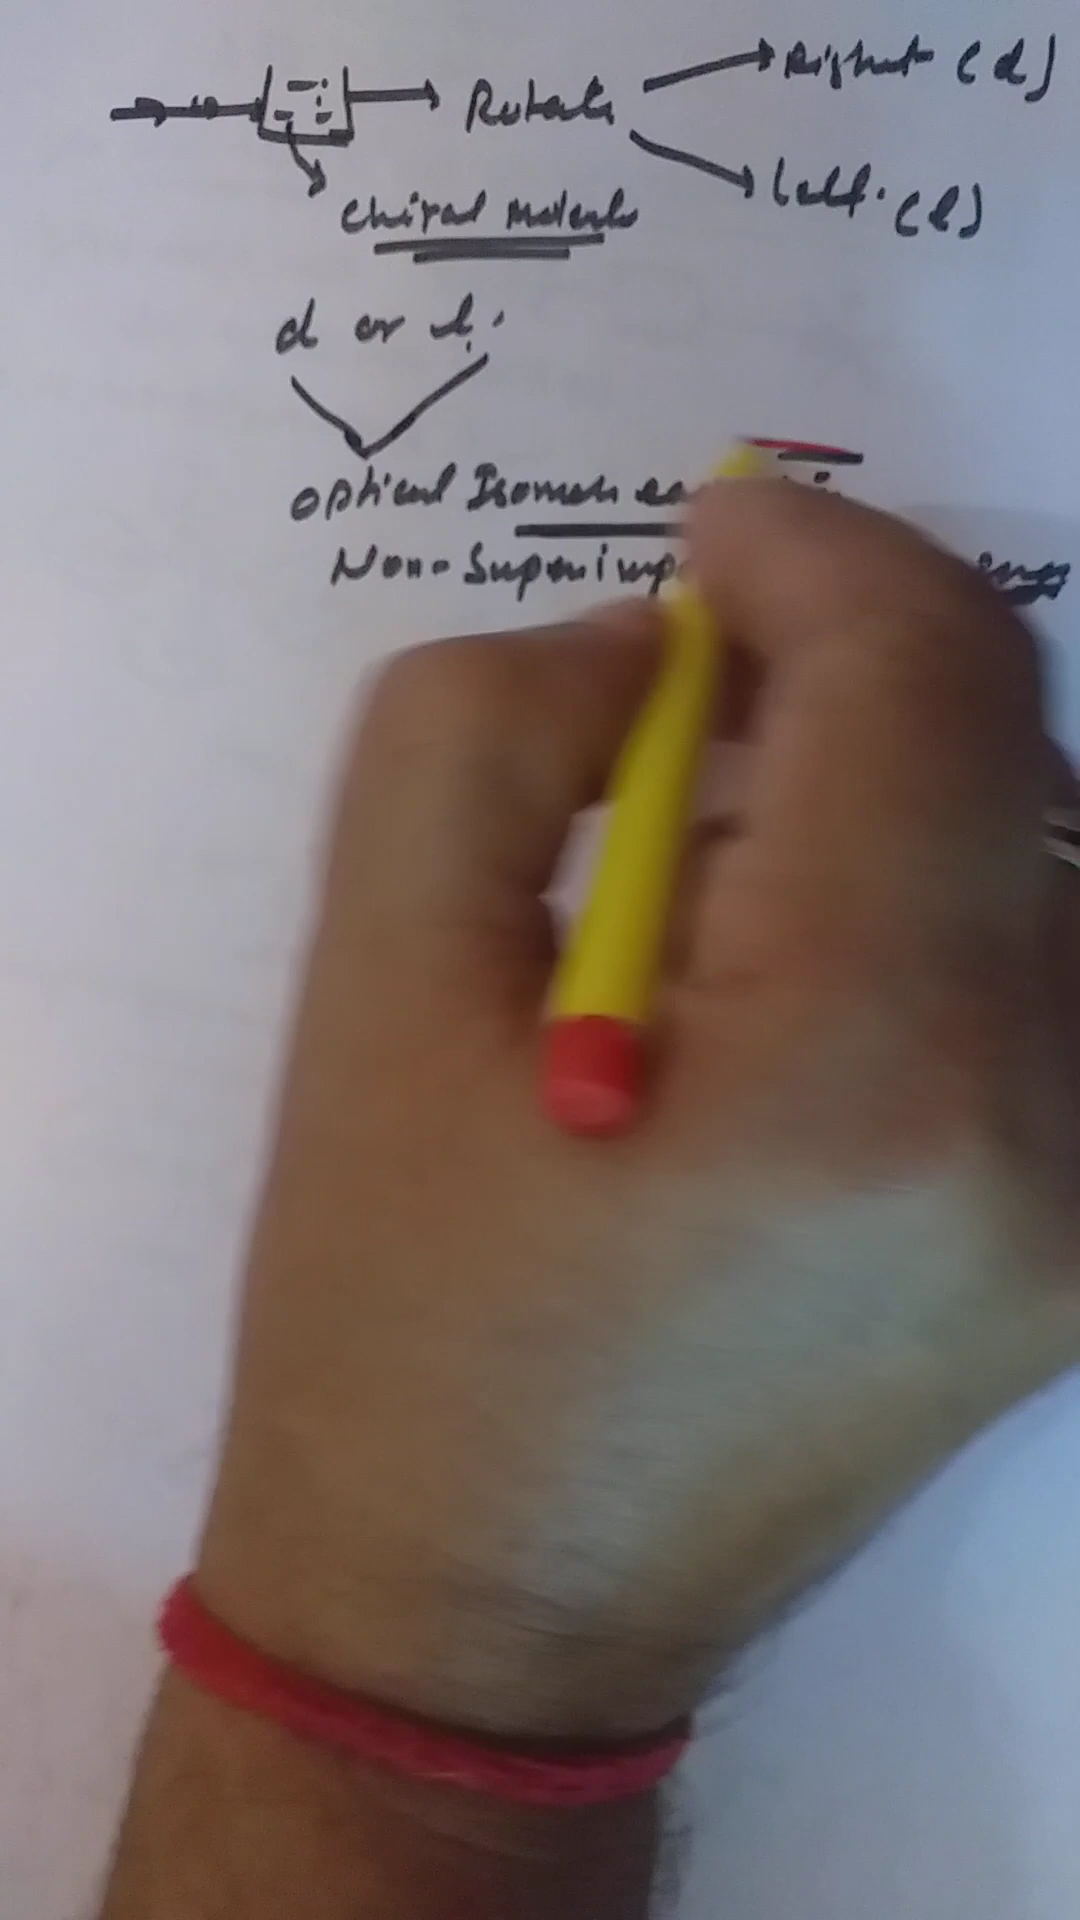 Rotate
Right (d)
Left. (l)
Chiral Molecule
d or l.
Optical Isomers
Non-Superimp